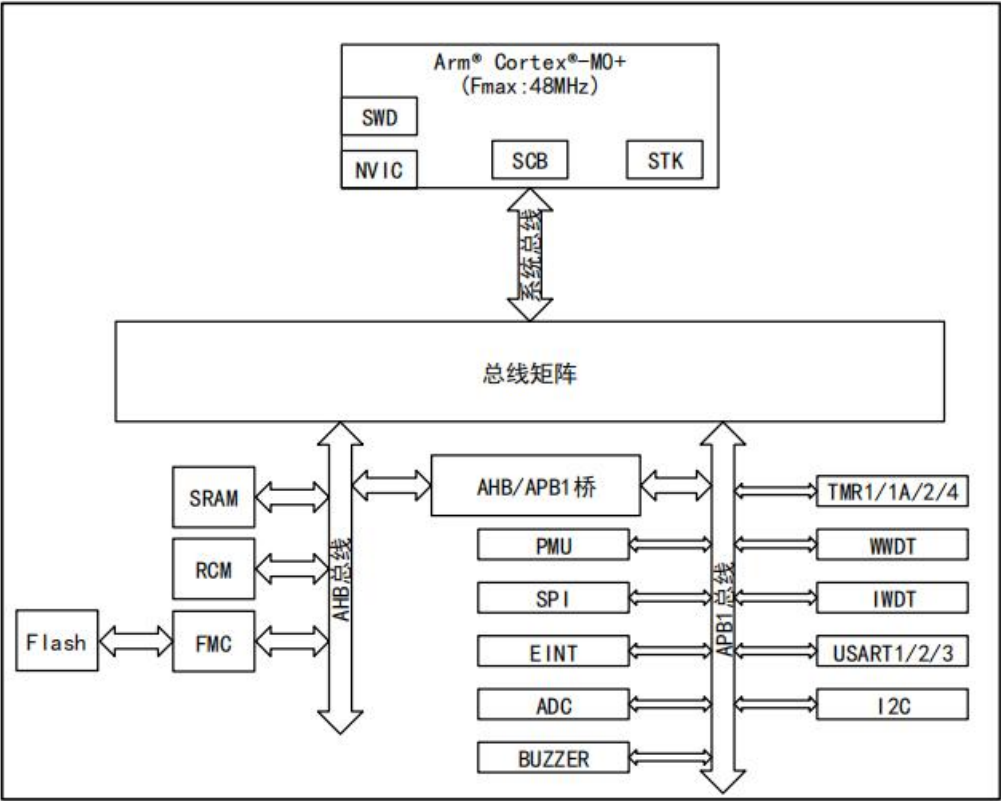 Arm® Cortex®-M0+
(Fmax:48MHz)
SWD
NVIC
SCB
STK
系统总线
总线矩阵
SRAM
RCM
Flash
FMC
AHB总线
AHB/APB1桥
PMU
SPI
EINT
ADC
BUZZER
APB1总线
TMR1/1A/2/4
WWDT
IWDT
USART1/2/3
I2C